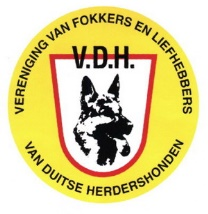 VERENIGING VAN FOKKERS EN LIEFHEBBERS
V.D.H.
VAN DUITSE HERDERSHONDEN